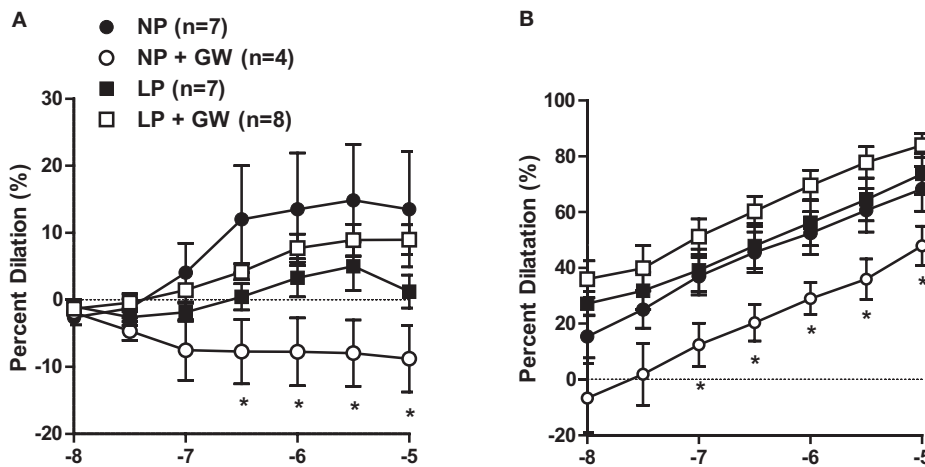 A
NP (n=7)
NP + GW (n=4)
LP (n=7)
LP + GW (n=8)
Percent Dilation (%)
30
20
10
0
-10
-20
-8
-7
-6
-5
* * * *
B
Percent Dilatation (%)
100
80
60
40
20
0
-20
-8
-7
-6
-5
* * * * *